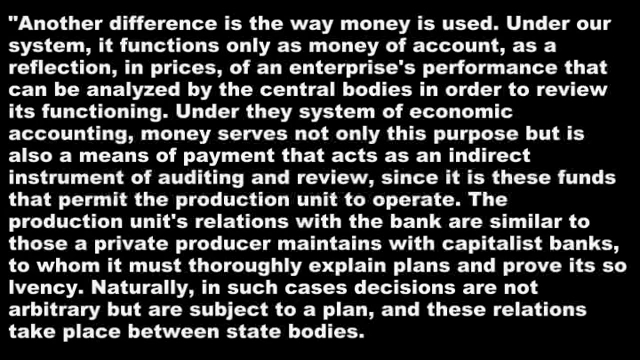 "Another difference is the way money is used. Under our
system, it functions only as money of account, as a
reflection, in prices, of an enterprise's performance that
can be analyzed by the central bodies in order to review
its functioning. Under they system of economic
accounting, money serves not only this purpose but is
also a means of payment that acts as an indirect
instrument of auditing and review, since it is these funds
that permit the production unit to operate. The
production unit's relations with the bank are similar to
those a private producer maintains with capitalist banks,
to whom it must thoroughly explain plans and prove its so
lvency. Naturally, in such cases decisions are not
arbitrary but are subject to a plan, and these relations
take place between state bodies.